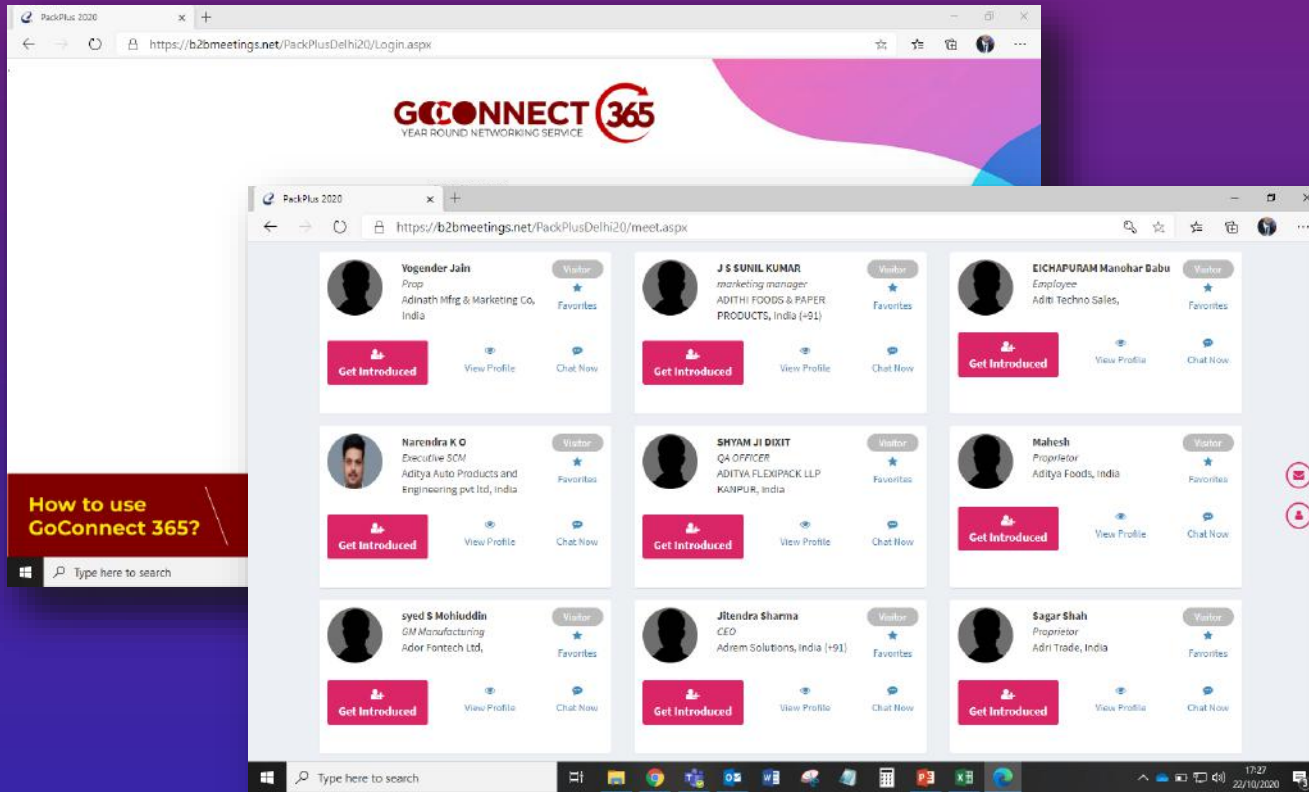 PackPlus 2020
https://b2bmeetings.net/PackPlusDelhi20/Login.aspx
GOCONNECT 365
YEAR ROUND NETWORKING SERVICE
How to use
GoConnect 365?
Type here to search
PackPlus 2020
https://b2bmeetings.net/PackPlusDelhi20/meet.aspx
Yogender Jain
Prop
Adinath Mfrg & Marketing Co,
India
Visitor
Favorites
Get Introduced
View Profile
Chat Now
J S SUNIL KUMAR
marketing manager
ADITHI FOODS & PAPER
PRODUCTS, India (+91)
Visitor
Favorites
Get Introduced
View Profile
Chat Now
EICHAPURAM Manohar Babu
Employee
Aditi Techno Sales,
Visitor
Favorites
Get Introduced
View Profile
Chat Now
Narendra K O
Executive SCM
Aditya Auto Products and
Engineering pvt ltd, India
Visitor
Favorites
Get Introduced
View Profile
Chat Now
SHYAM JI DIXIT
QA OFFICER
ADITYA FLEXIPACK LLP
KANPUR, India
Visitor
Favorites
Get Introduced
View Profile
Chat Now
Mahesh
Proprietor
Aditya Foods, India
Visitor
Favorites
Get Introduced
View Profile
Chat Now
syed S Mohiuddin
GM Manufacturing
Ador Fontech Ltd,
Visitor
Favorites
Get Introduced
View Profile
Chat Now
Jitendra Sharma
CEO
Adrem Solutions, India (+91)
Visitor
Favorites
Get Introduced
View Profile
Chat Now
Sagar Shah
Proprietor
Adri Trade, India
Visitor
Favorites
Get Introduced
View Profile
Chat Now
Type here to search
17:27
22/10/2020